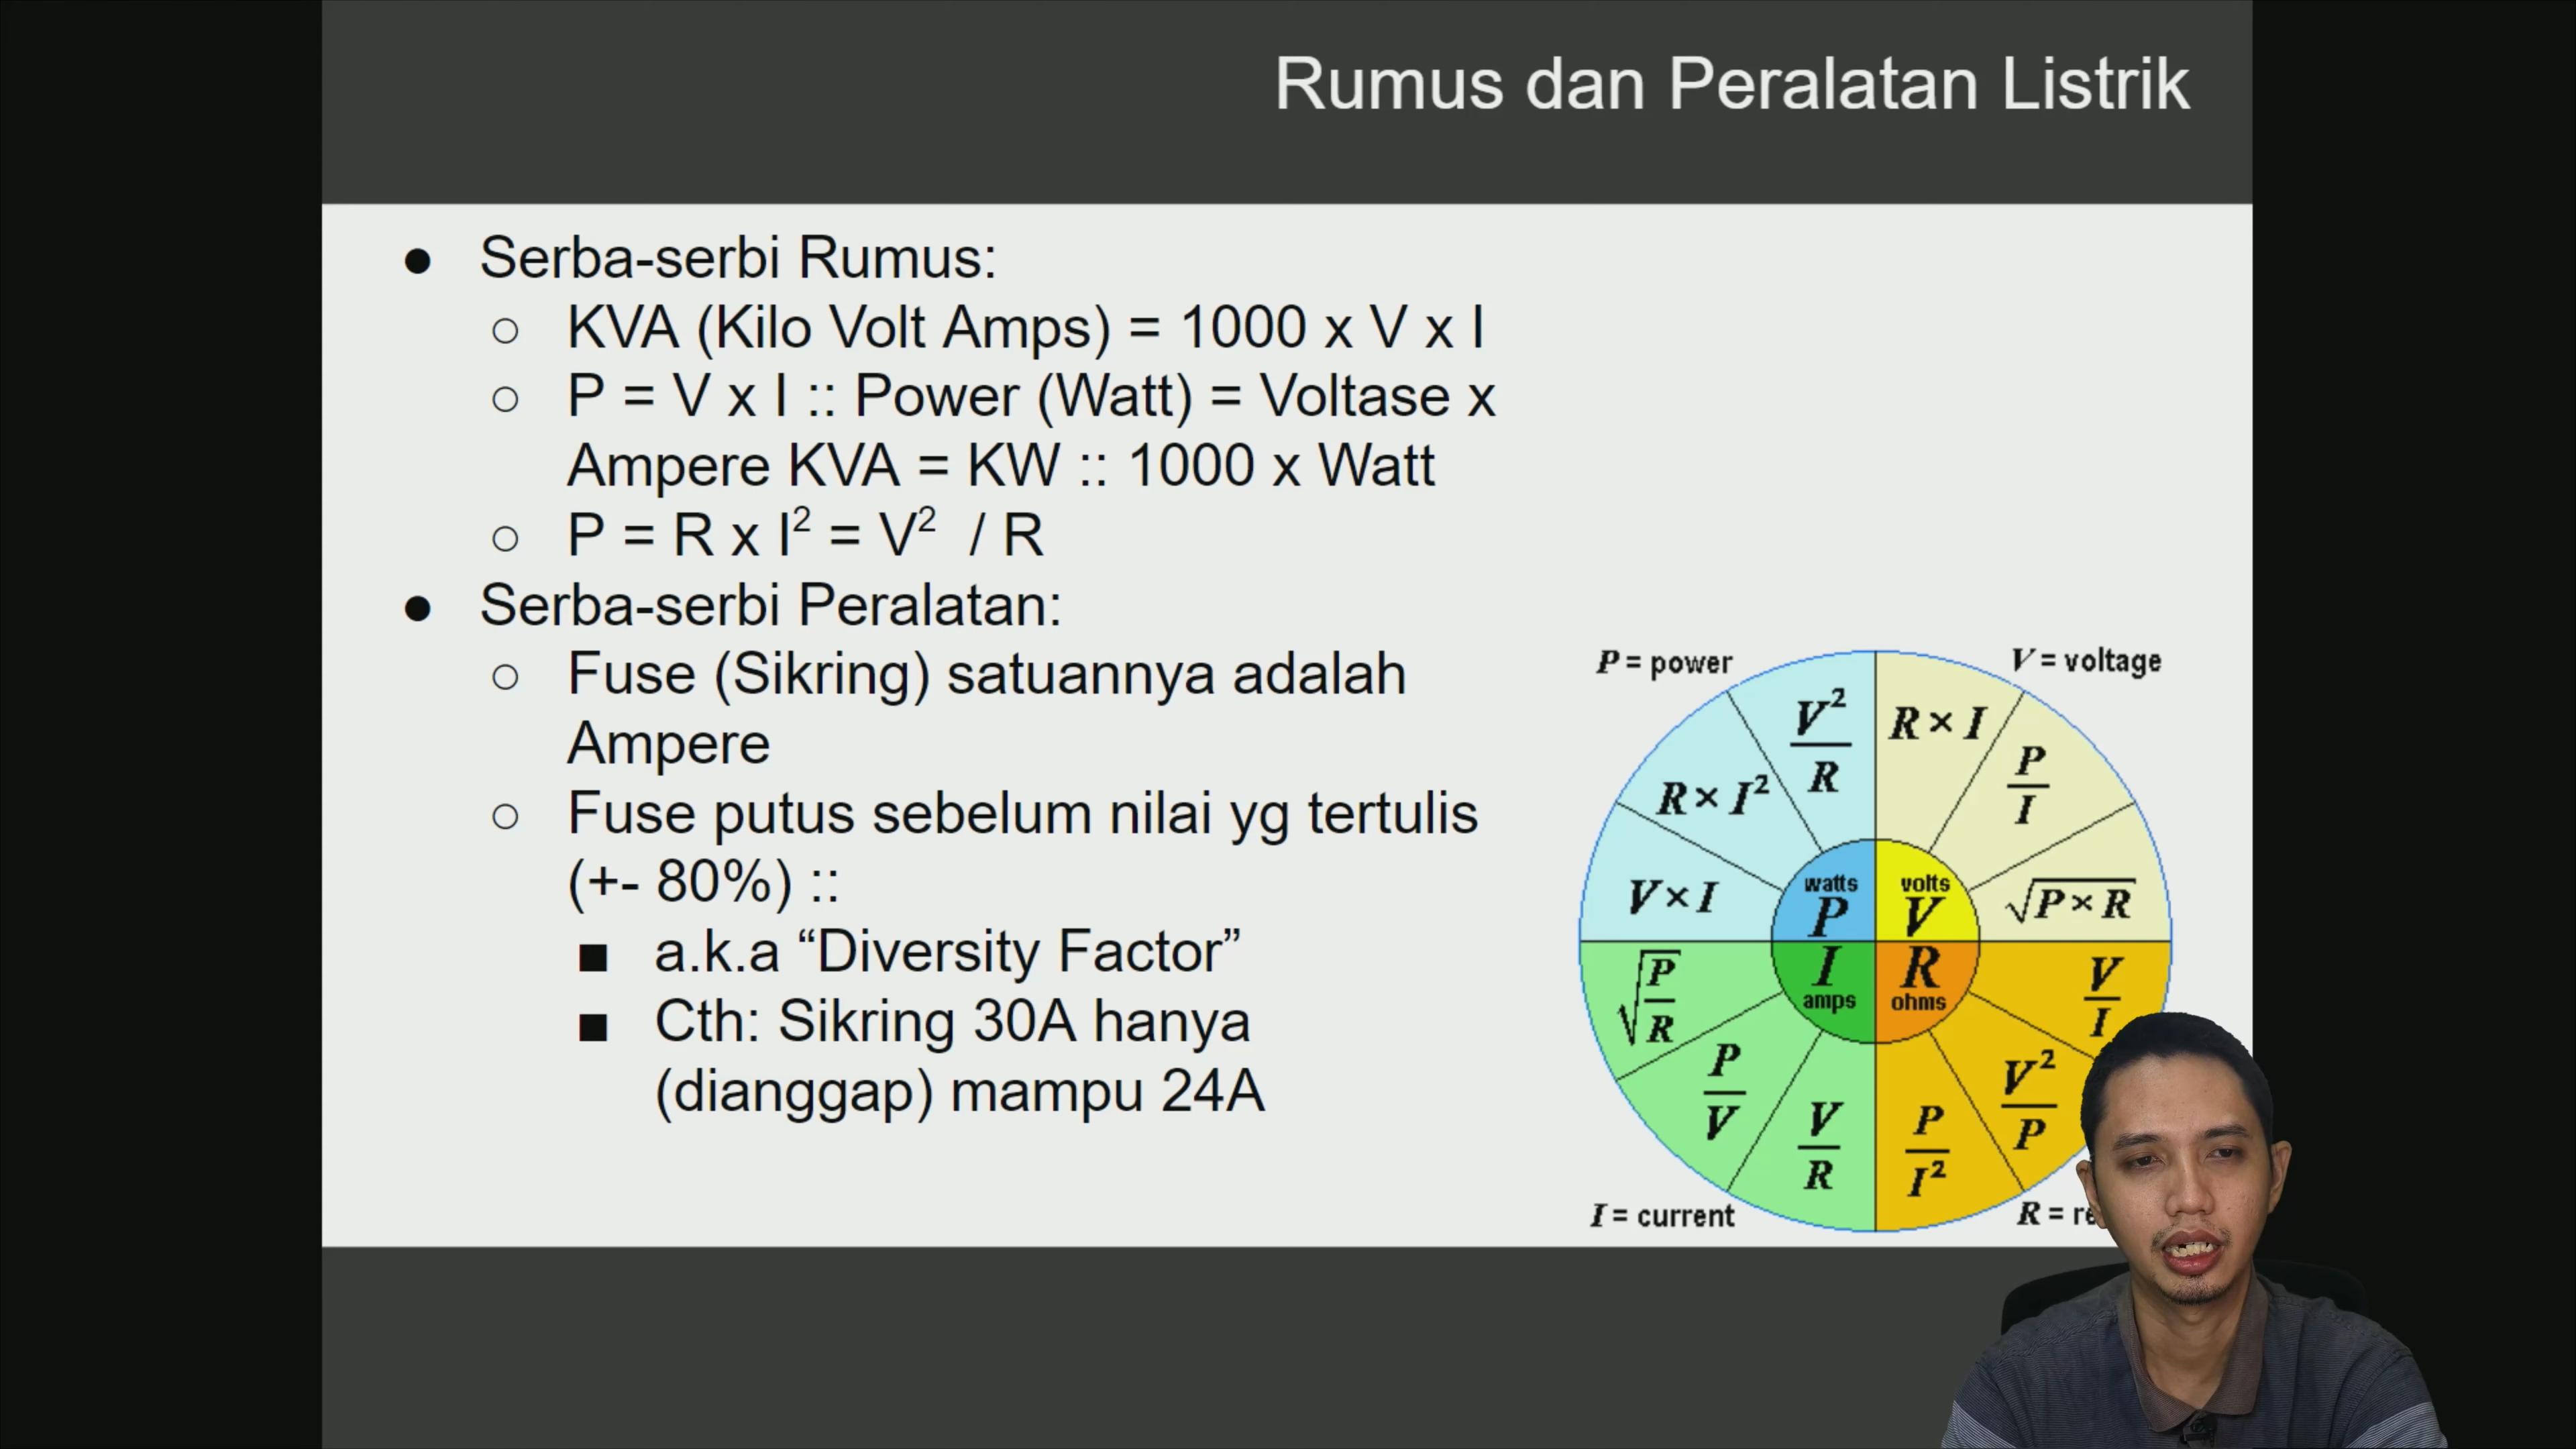 Rumus dan Peralatan Listrik
● Serba-serbi Rumus:
○ KVA (Kilo Volt Amps) = 1000 x V x I
○ P = V x I :: Power (Watt) = Voltase x
Ampere KVA = KW :: 1000 x Watt
○ P = R x I² = V² / R
● Serba-serbi Peralatan:
○ Fuse (Sikring) satuannya adalah
Ampere
○ Fuse putus sebelum nilai yg tertulis
(+- 80%) ::
■ a.k.a “Diversity Factor”
■ Cth: Sikring 30A hanya
(dianggap) mampu 24A
P = power
V = voltage
V²/R
R × I
R × I²
P/I
V × I
√P × R
watts
P
volts
V
I
amps
R
ohms
√P/R
V/I
P/V
V²/P
V/R
P/I²
I = current
R =